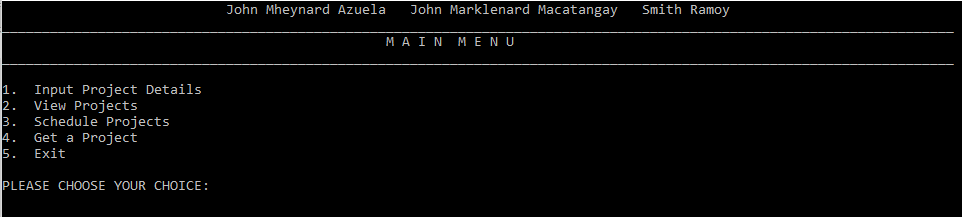 John Mheynard Azuela   John Marklenard Macatangay   Smith Ramoy
M A I N  M E N U
1.  Input Project Details
2.  View Projects
3.  Schedule Projects
4.  Get a Project
5.  Exit
PLEASE CHOOSE YOUR CHOICE: